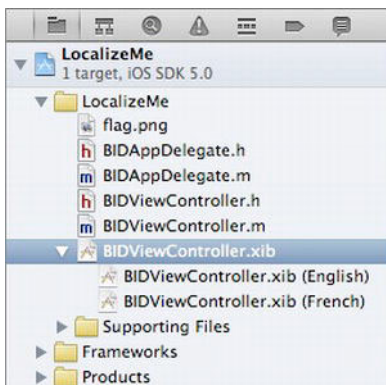 LocalizeMe
1 target, iOS SDK 5.0
LocalizeMe
flag.png
h BIDAppDelegate.h
m BIDAppDelegate.m
h BIDViewController.h
m BIDViewController.m
BIDViewController.xib
BIDViewController.xib (English)
BIDViewController.xib (French)
Supporting Files
Frameworks
Products